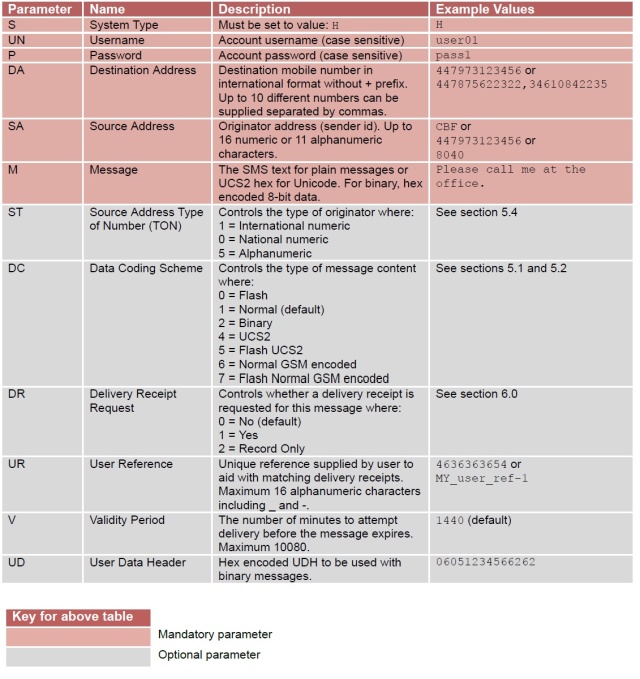 Parameter Name Description Example Values
S System Type Must be set to value: H H
UN Username Account username (case sensitive) user01
P Password Account password (case sensitive) pass1
DA Destination Address Destination mobile number in 447973123456 or
international format without + prefix. 447875622322,34610842235
Up to 10 different numbers can be
supplied separated by commas.
SA Source Address Originator address (sender id). Up to CBF or
16 numeric or 11 alphanumeric 447973123456 or
characters. 8040
M Message The SMS text for plain messages or Please call me at the
UCS2 hex for Unicode. For binary, hex office.
encoded 8-bit data.
ST Source Address Type Controls the type of originator where: See section 5.4
of Number (TON) 1 = International numeric
0 = National numeric
5 = Alphanumeric
DC Data Coding Scheme Controls the type of message content See sections 5.1 and 5.2
where:
0 = Flash
1 = Normal (default)
2 = Binary
4 = UCS2
5 = Flash UCS2
6 = Normal GSM encoded
7 = Flash Normal GSM encoded
DR Delivery Receipt Controls whether a delivery receipt is See section 6.0
Request requested for this message where:
0 = No (default)
1 = Yes
2 = Record Only
UR User Reference Unique reference supplied by user to 4636363654 or
aid with matching delivery receipts. MY_user_ref-1
Maximum 16 alphanumeric characters
including _ and -.
V Validity Period The number of minutes to attempt 1440 (default)
delivery before the message expires.
Maximum 10080.
UD User Data Header Hex encoded UDH to be used with 06051234566262
binary messages.
Key for above table
Mandatory parameter
Optional parameter